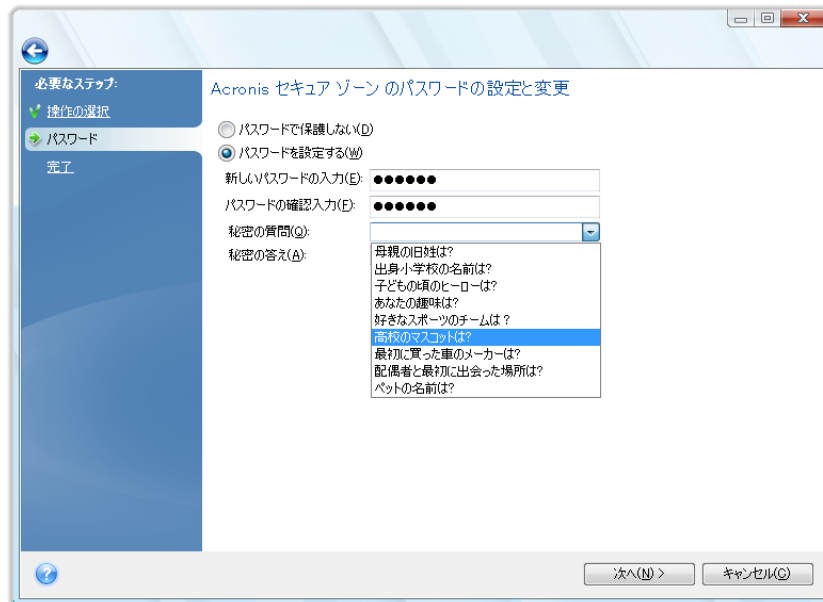 必要なステップ:
操作の選択
パスワード
完了
Acronis セキュア ゾーン のパスワードの設定と変更
パスワードで保護しない(D)
パスワードを設定する(W)
新しいパスワードの入力(E): ●●●●●●
パスワードの確認入力(F): ●●●●●●
秘密の質問(Q):
秘密の答え(A):
母親の旧姓は?
出身小学校の名前は?
子どもの頃のヒーローは?
あなたの趣味は?
好きなスポーツのチームは？
高校のマスコットは?
最初に買った車のメーカーは?
配偶者と最初に出会った場所は?
ペットの名前は?
次へ(N) >
キャンセル(C)